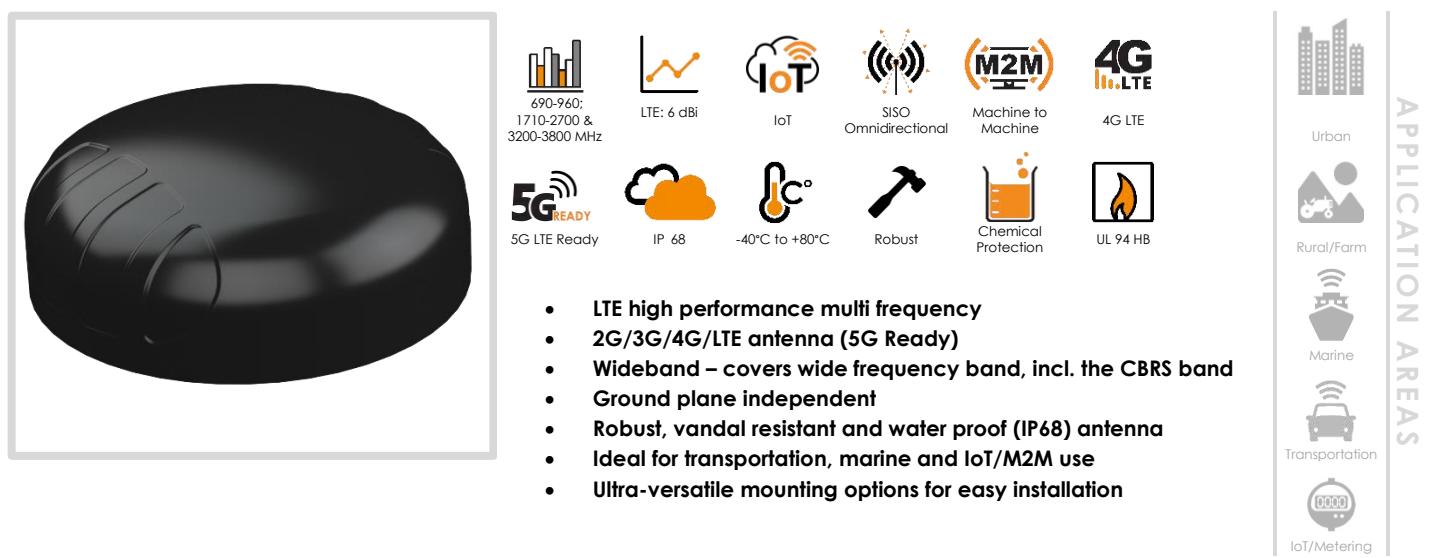 690-960;
1710-2700 &
3200-3800 MHz
LTE: 6 dBi
IoT
IoT
SISO
Omnidirectional
M2M
Machine to
Machine
4G
LTE
4G LTE
5G
READY
5G LTE Ready
IP 68
C°
-40°C to +80°C
Robust
Chemical
Protection
UL 94 HB
• LTE high performance multi frequency
• 2G/3G/4G/LTE antenna (5G Ready)
• Wideband – covers wide frequency band, incl. the CBRS band
• Ground plane independent
• Robust, vandal resistant and water proof (IP68) antenna
• Ideal for transportation, marine and IoT/M2M use
• Ultra-versatile mounting options for easy installation
Urban
Rural/Farm
Marine
Transportation
0000
IoT/Metering
APPLICATION AREAS